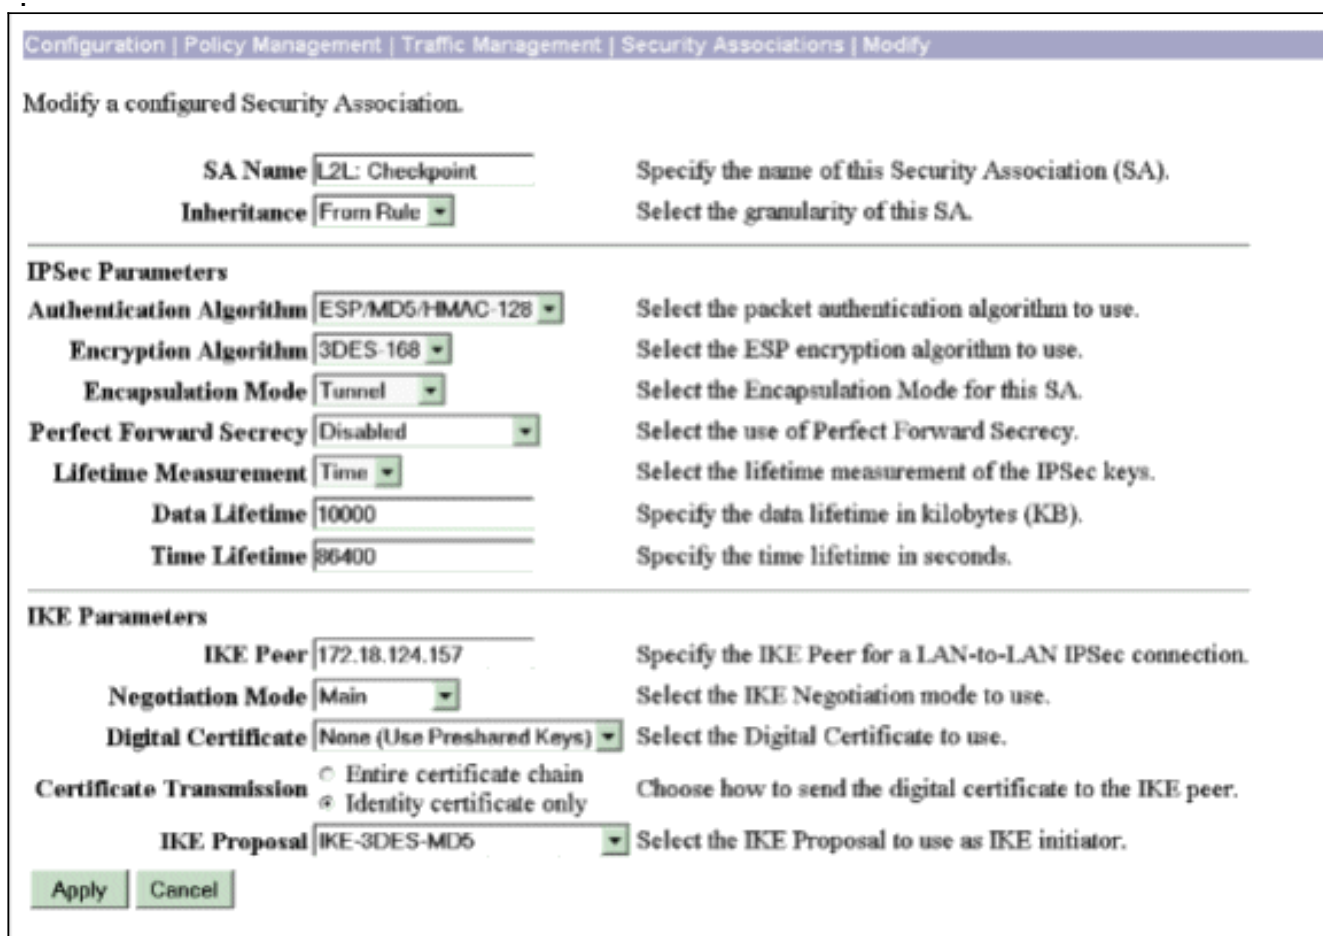 Configuration | Policy Management | Traffic Management | Security Associations | Modify
Modify a configured Security Association.
SA Name L2L: Checkpoint Specify the name of this Security Association (SA).
Inheritance From Rule Select the granularity of this SA.
IPSec Parameters
Authentication Algorithm ESP/MD5/HMAC-128 Select the packet authentication algorithm to use.
Encryption Algorithm 3DES-168 Select the ESP encryption algorithm to use.
Encapsulation Mode Tunnel Select the Encapsulation Mode for this SA.
Perfect Forward Secrecy Disabled Select the use of Perfect Forward Secrecy.
Lifetime Measurement Time Select the lifetime measurement of the IPSec keys.
Data Lifetime 10000 Specify the data lifetime in kilobytes (KB).
Time Lifetime 86400 Specify the time lifetime in seconds.
IKE Parameters
IKE Peer 172.18.124.157 Specify the IKE Peer for a LAN-to-LAN IPSec connection.
Negotiation Mode Main Select the IKE Negotiation mode to use.
Digital Certificate None (Use Preshared Keys) Select the Digital Certificate to use.
Certificate Transmission Entire certificate chain
Identity certificate only Choose how to send the digital certificate to the IKE peer.
IKE Proposal IKE-3DES-MD5 Select the IKE Proposal to use as IKE initiator.
Apply Cancel